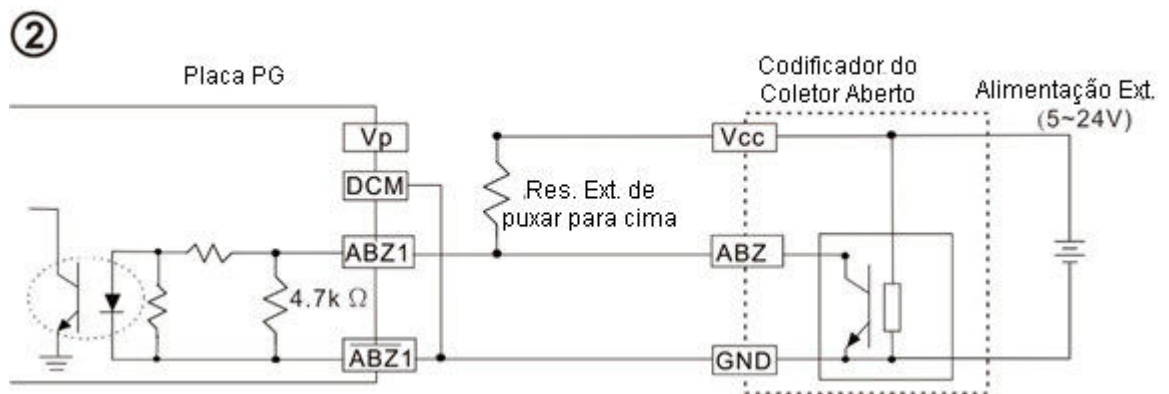 2
Placa PG
Codificador do
Coletor Aberto
Alimentação Ext.
(5~24V)
Vp
Vcc
DCM
Res. Ext. de
puxar para cima
ABZ1
ABZ
4.7k Ω
ABZ1
GND